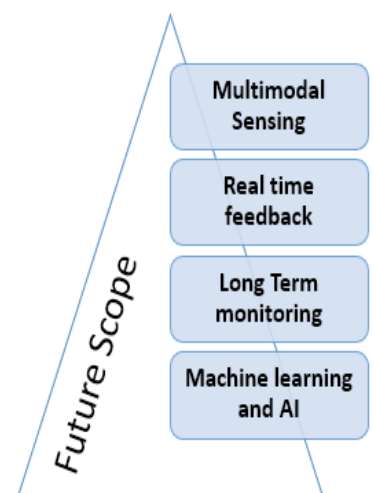 Multimodal
Sensing
Real time
feedback
Long Term
monitoring
Machine learning
and AI
Future Scope